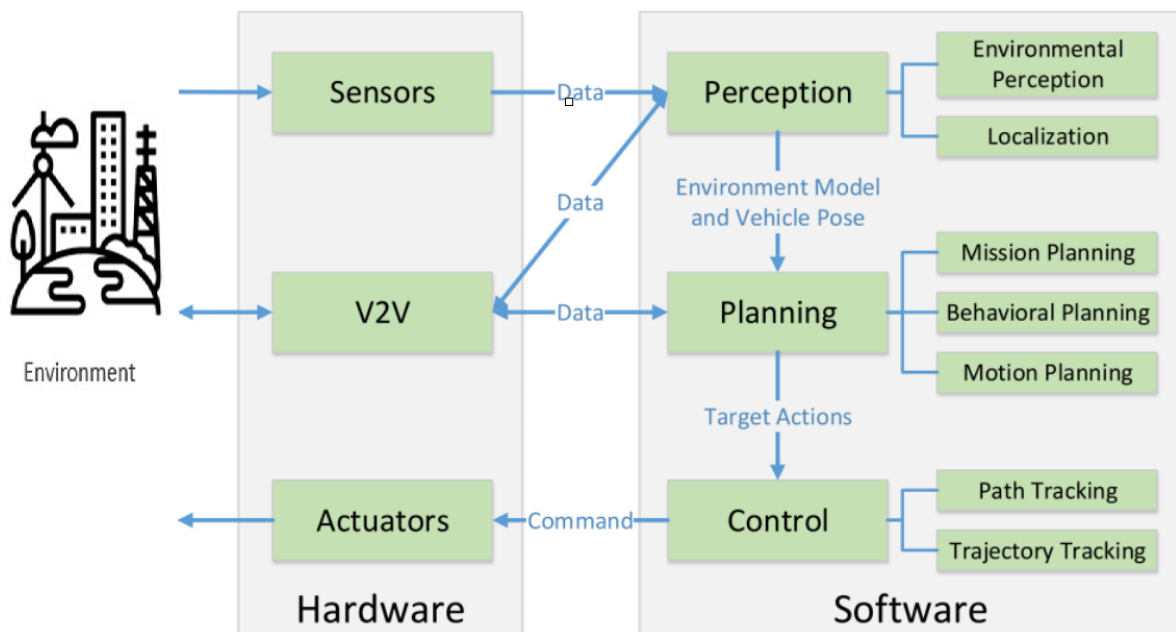 Sensors
Data
Perception
Environmental
Perception
Localization
Data
Environment Model
and Vehicle Pose
V2V
Data
Planning
Mission Planning
Behavioral Planning
Motion Planning
Environment
Target Actions
Actuators
Command
Control
Path Tracking
Trajectory Tracking
Hardware
Software